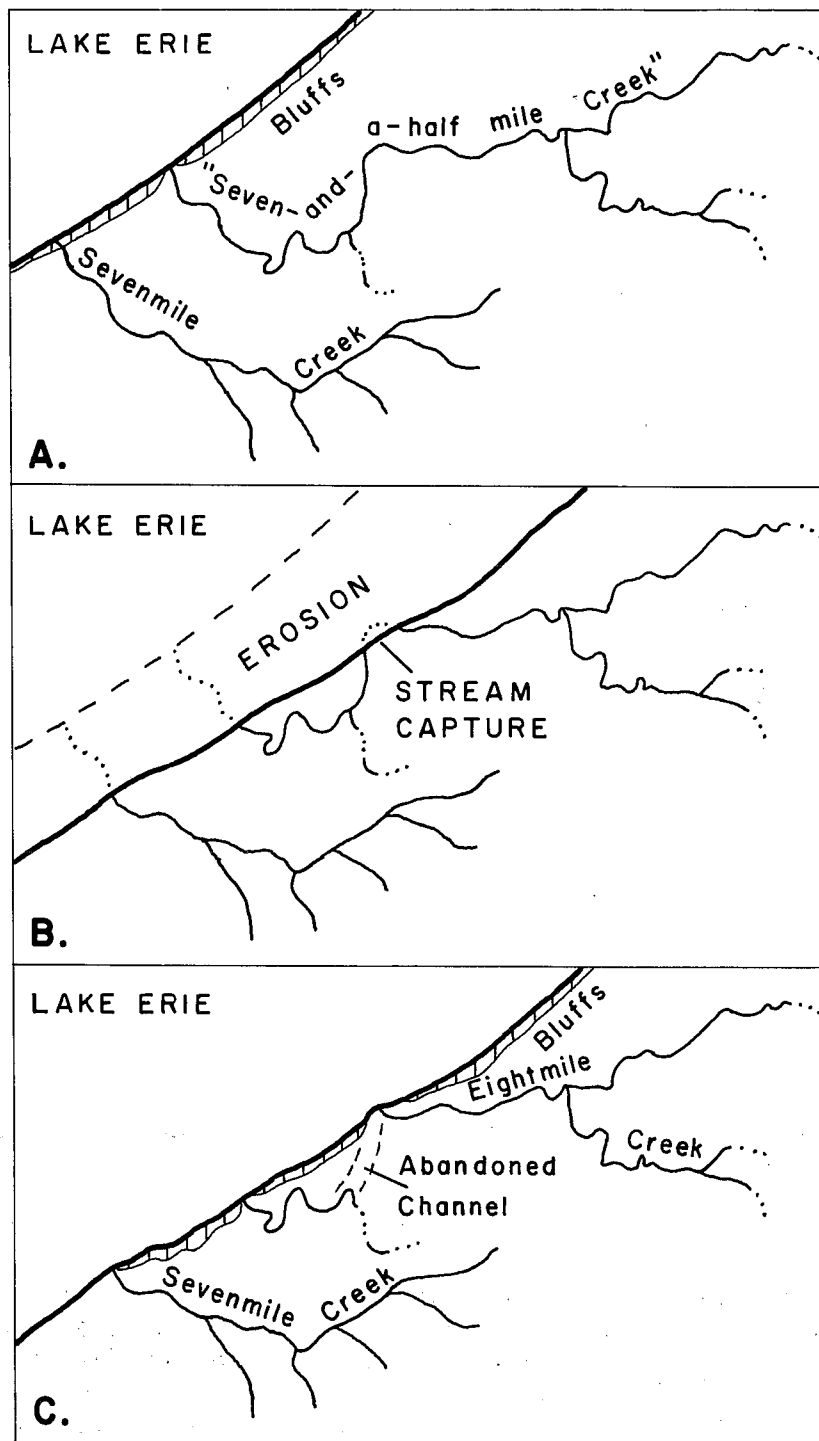 LAKE ERIE
Bluffs
"Seven-and-
a-half mile Creek"
Sevenmile
Creek
A.
LAKE ERIE
EROSION
STREAM
CAPTURE
B.
LAKE ERIE
Bluffs
Eightmile
Creek
Abandoned
Channel
Sevenmile Creek
C.